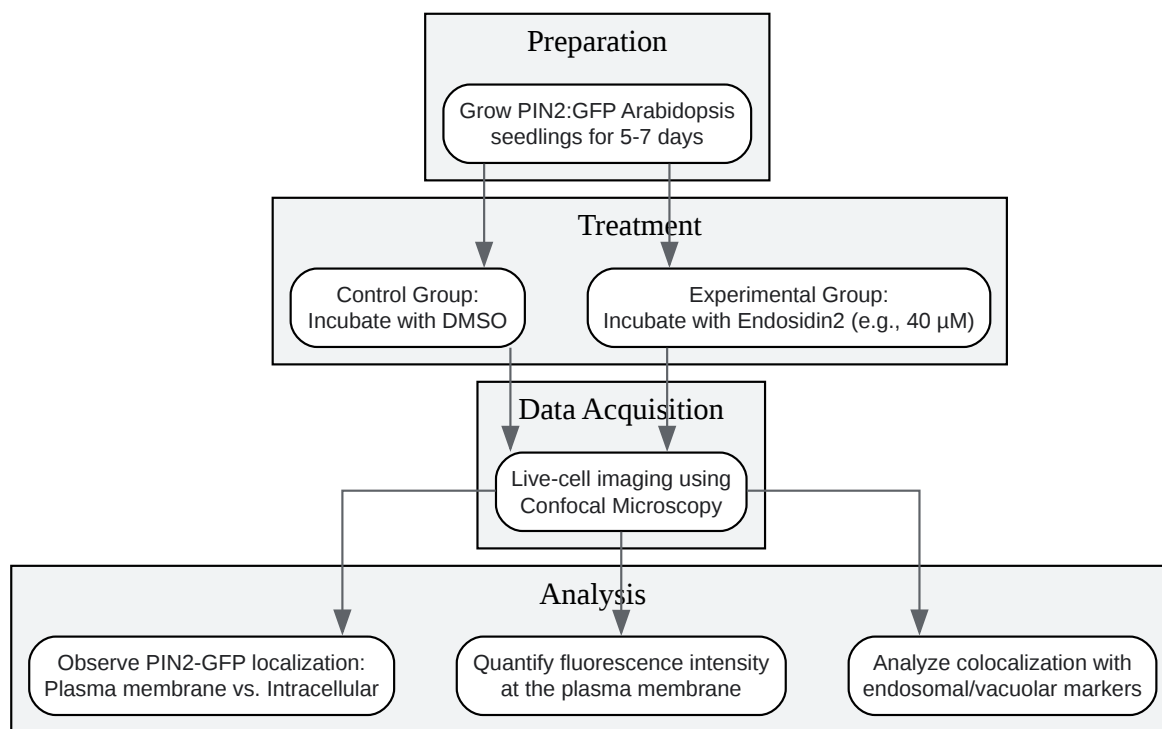 Preparation
Grow PIN2:GFP Arabidopsis
seedlings for 5-7 days
Treatment
Control Group:
Incubate with DMSO
Experimental Group:
Incubate with Endosidin2 (e.g., 40 µM)
Data Acquisition
Live-cell imaging using
Confocal Microscopy
Analysis
Observe PIN2-GFP localization:
Plasma membrane vs. Intracellular
Quantify fluorescence intensity
at the plasma membrane
Analyze colocalization with
endosomal/vacuolar markers